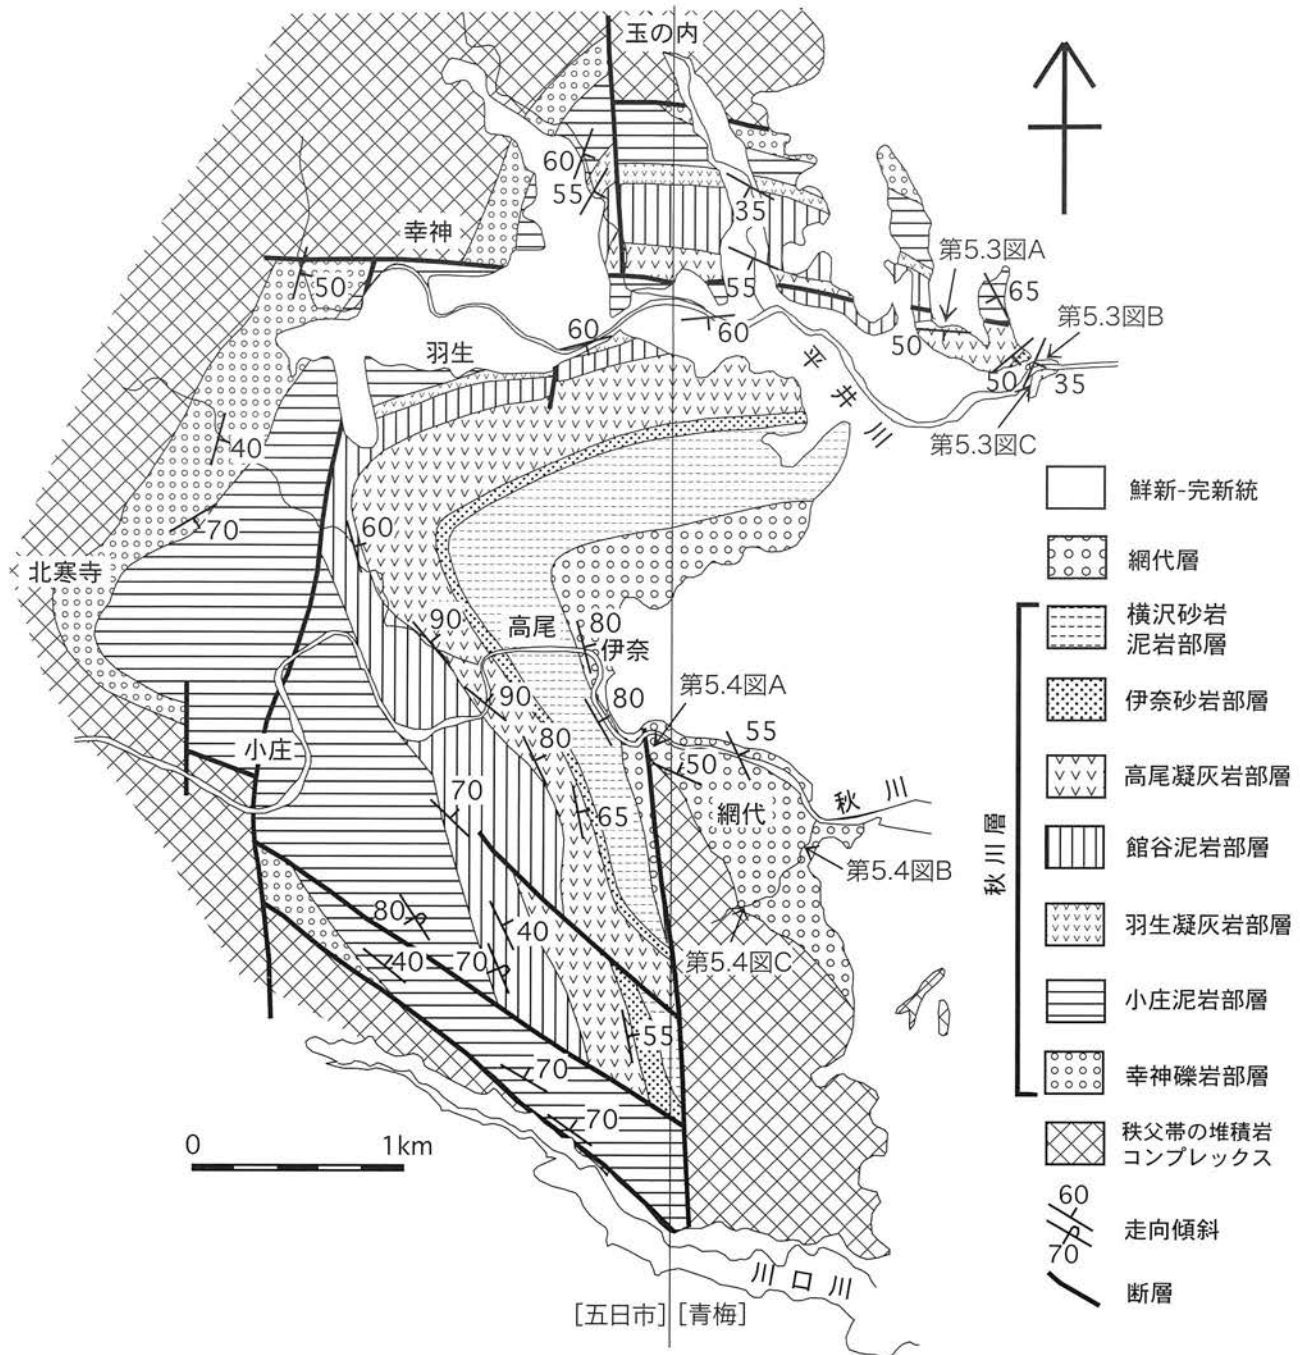 玉の内
60
55
35
幸神
第5.3図A
50
65
第5.3図B
55
60
60
羽生
平井川
50
50
35
第5.3図C
40
60
70
北寒寺
90
高尾
80
伊奈
90
80
第5.4図A
80
55
50
小庄
70
65
網代
秋川
第5.4図B
80
40
40
70
第5.4図C
55
70
70
0
1km
川口川
[五日市]
[青梅]
鮮新-完新統
網代層
秋川層
横沢砂岩
泥岩部層
伊奈砂岩部層
高尾凝灰岩部層
館谷泥岩部層
羽生凝灰岩部層
小庄泥岩部層
幸神礫岩部層
秩父帯の堆積岩
コンプレックス
60
70
走向傾斜
断層